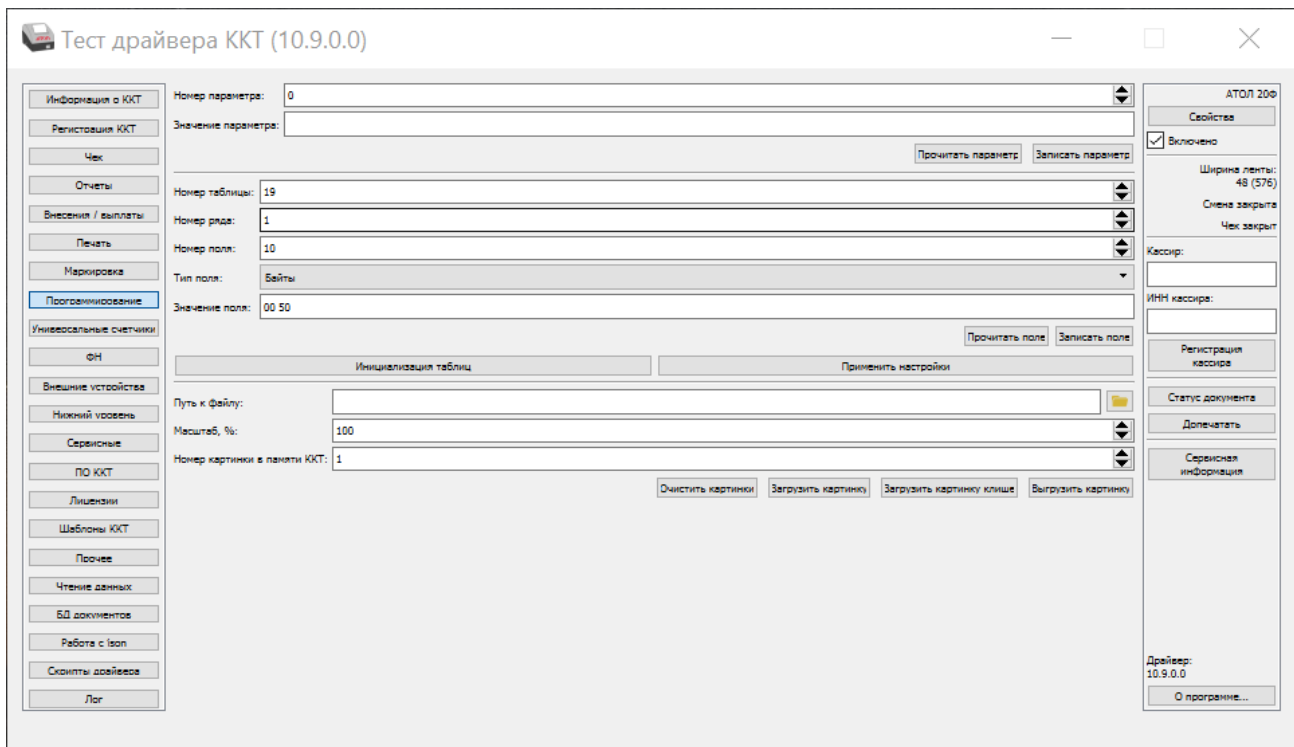 Тест драйвера ККТ (10.9.0.0)
Информация о ККТ
Регистрация ККТ
Чек
Отчеты
Внесения / выплаты
Печать
Маркировка
Программирование
Универсальные счетчики
ФН
Внешние устройства
Нижний уровень
Сервисные
ПО ККТ
Лицензии
Шаблоны ККТ
Прочее
Чтение данных
БД документов
Работа с json
Скрипты драйвера
Лог
Номер параметра: 0
Значение параметра:
Прочитать параметр Записать параметр
Номер таблицы: 19
Номер ряда: 1
Номер поля: 10
Тип поля: Байты
Значение поля: 00 50
Прочитать поле Записать поле
Инициализация таблиц Применить настройки
Путь к файлу:
Масштаб, %: 100
Номер картинки в памяти ККТ: 1
Очистить картинки Загрузить картинку Загрузить картинку клише Выгрузить картинку
АТОЛ 20Ф
Свойства
Включено
Ширина ленты:
48 (576)
Смена закрыта
Чек закрыт
Кассир:
ИНН кассира:
Регистрация
кассира
Статус документа
Допечатать
Сервисная
информация
Драйвер:
10.9.0.0
О программе...